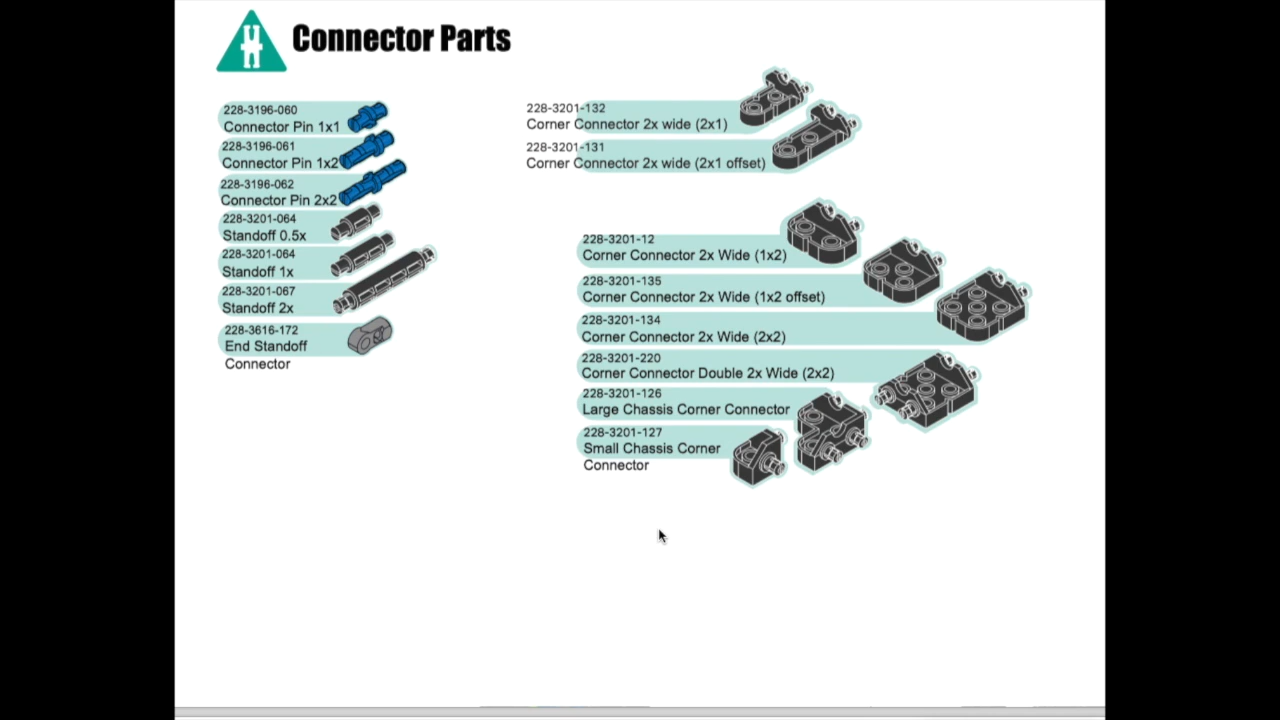 Connector Parts
228-3196-060
Connector Pin 1x1
228-3196-061
Connector Pin 1x2
228-3196-062
Connector Pin 2x2
228-3201-064
Standoff 0.5x
228-3201-064
Standoff 1x
228-3201-067
Standoff 2x
228-3616-172
End Standoff
Connector
228-3201-132
Corner Connector 2x wide (2x1)
228-3201-131
Corner Connector 2x wide (2x1 offset)
228-3201-12
Corner Connector 2x Wide (1x2)
228-3201-135
Corner Connector 2x Wide (1x2 offset)
228-3201-134
Corner Connector 2x Wide (2x2)
228-3201-220
Corner Connector Double 2x Wide (2x2)
228-3201-126
Large Chassis Corner Connector
228-3201-127
Small Chassis Corner
Connector